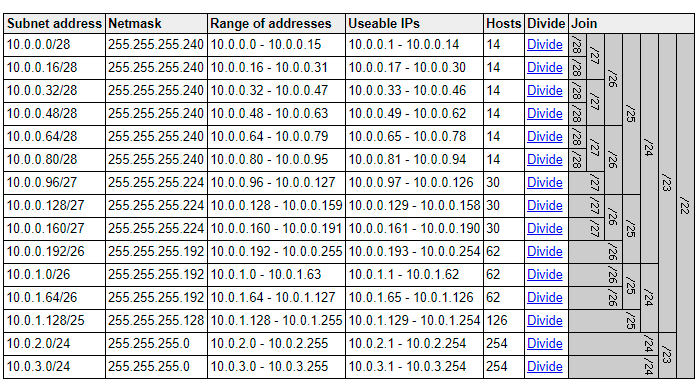 Subnet address Netmask Range of addresses Useable IPs Hosts Divide Join
10.0.0.0/28 255.255.255.240 10.0.0.0 - 10.0.0.15 10.0.0.1 - 10.0.0.14 14 Divide /28 /27 /26 /25 /24 /23 /22
10.0.0.16/28 255.255.255.240 10.0.0.16 - 10.0.0.31 10.0.0.17 - 10.0.0.30 14 Divide /28
10.0.0.32/28 255.255.255.240 10.0.0.32 - 10.0.0.47 10.0.0.33 - 10.0.0.46 14 Divide /28 /27
10.0.0.48/28 255.255.255.240 10.0.0.48 - 10.0.0.63 10.0.0.49 - 10.0.0.62 14 Divide /28
10.0.0.64/28 255.255.255.240 10.0.0.64 - 10.0.0.79 10.0.0.65 - 10.0.0.78 14 Divide /28 /27 /26
10.0.0.80/28 255.255.255.240 10.0.0.80 - 10.0.0.95 10.0.0.81 - 10.0.0.94 14 Divide /28
10.0.0.96/27 255.255.255.224 10.0.0.96 - 10.0.0.127 10.0.0.97 - 10.0.0.126 30 Divide /27
10.0.0.128/27 255.255.255.224 10.0.0.128 - 10.0.0.159 10.0.0.129 - 10.0.0.158 30 Divide /27 /26 /25
10.0.0.160/27 255.255.255.224 10.0.0.160 - 10.0.0.191 10.0.0.161 - 10.0.0.190 30 Divide /27
10.0.0.192/26 255.255.255.192 10.0.0.192 - 10.0.0.255 10.0.0.193 - 10.0.0.254 62 Divide /26
10.0.1.0/26 255.255.255.192 10.0.1.0 - 10.0.1.63 10.0.1.1 - 10.0.1.62 62 Divide /26 /25 /24
10.0.1.64/26 255.255.255.192 10.0.1.64 - 10.0.1.127 10.0.1.65 - 10.0.1.126 62 Divide /26
10.0.1.128/25 255.255.255.128 10.0.1.128 - 10.0.1.255 10.0.1.129 - 10.0.1.254 126 Divide /25
10.0.2.0/24 255.255.255.0 10.0.2.0 - 10.0.2.255 10.0.2.1 - 10.0.2.254 254 Divide /24 /23
10.0.3.0/24 255.255.255.0 10.0.3.0 - 10.0.3.255 10.0.3.1 - 10.0.3.254 254 Divide /24